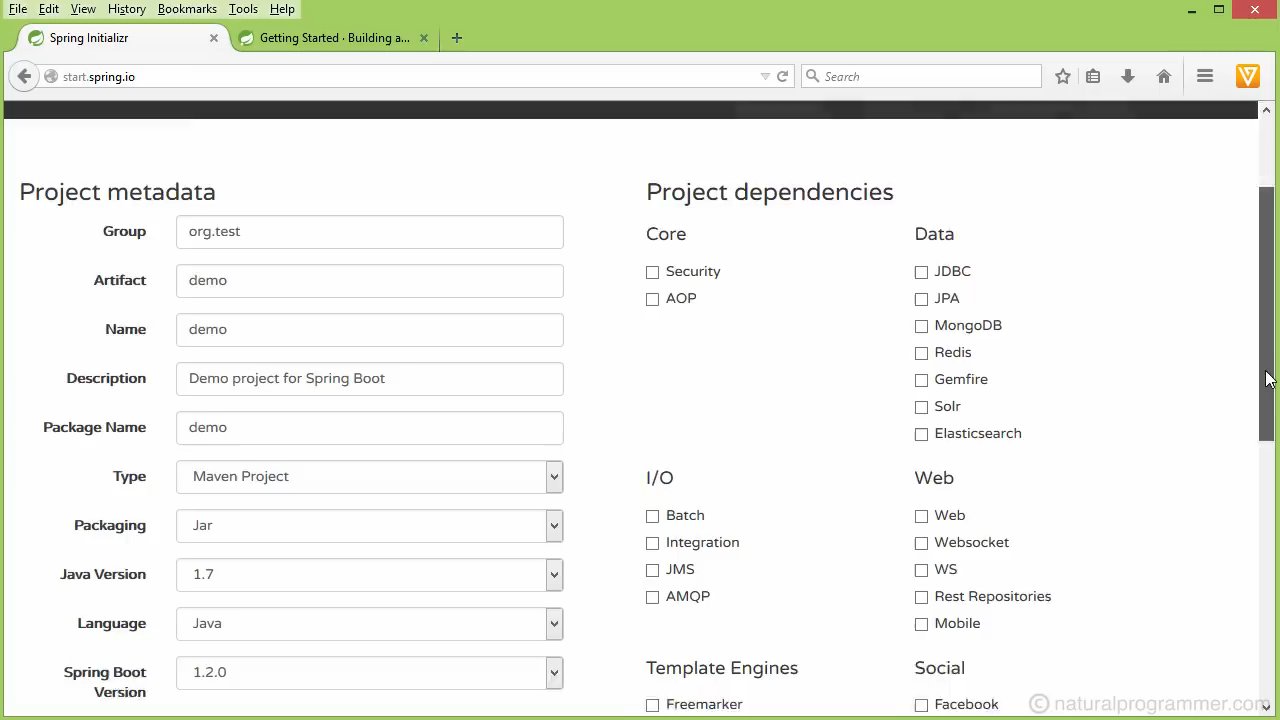 File Edit View History Bookmarks Tools Help
Spring Initializr
Getting Started · Building a...
start.spring.io
Search
Project metadata
Group org.test
Artifact demo
Name demo
Description Demo project for Spring Boot
Package Name demo
Type Maven Project
Packaging Jar
Java Version 1.7
Language Java
Spring Boot
Version 1.2.0
Project dependencies
Core
Security
AOP
Data
JDBC
JPA
MongoDB
Redis
Gemfire
Solr
Elasticsearch
I/O
Batch
Integration
JMS
AMQP
Web
Web
Websocket
WS
Rest Repositories
Mobile
Template Engines
Freemarker
Social
Facebook
© naturalprogrammer.com